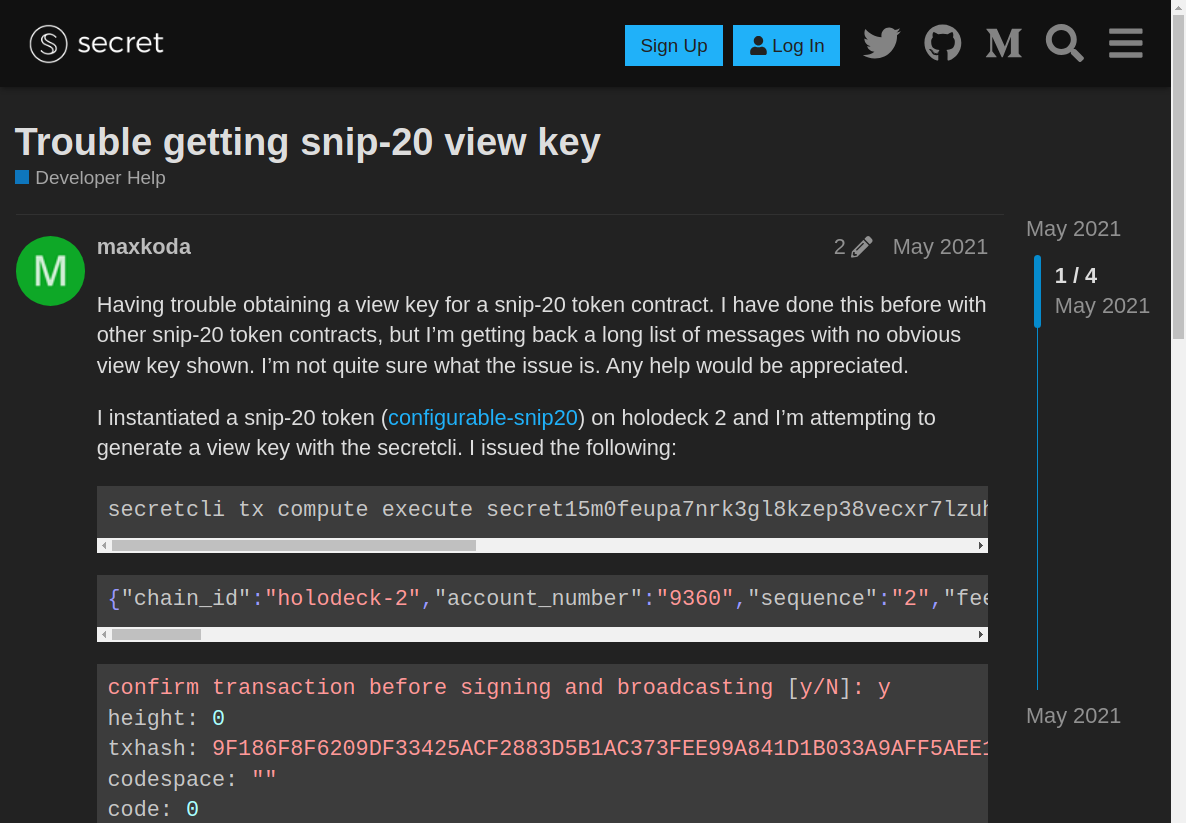 secret
Sign Up
Log In
Trouble getting snip-20 view key
Developer Help
maxkoda
2
May 2021
Having trouble obtaining a view key for a snip-20 token contract. I have done this before with
other snip-20 token contracts, but I’m getting back a long list of messages with no obvious
view key shown. I’m not quite sure what the issue is. Any help would be appreciated.
I instantiated a snip-20 token (configurable-snip20) on holodeck 2 and I’m attempting to
generate a view key with the secretcli. I issued the following:
secretcli tx compute execute secret15m0feupa7nrk3gl8kzep38vecxr7lzuh
{"chain_id":"holodeck-2","account_number":"9360","sequence":"2","fee
confirm transaction before signing and broadcasting [y/N]: y
height: 0
txhash: 9F186F8F6209DF33425ACF2883D5B1AC373FEE99A841D1B033A9AFF5AEE1
codespace: ""
code: 0
May 2021
1 / 4
May 2021
May 2021